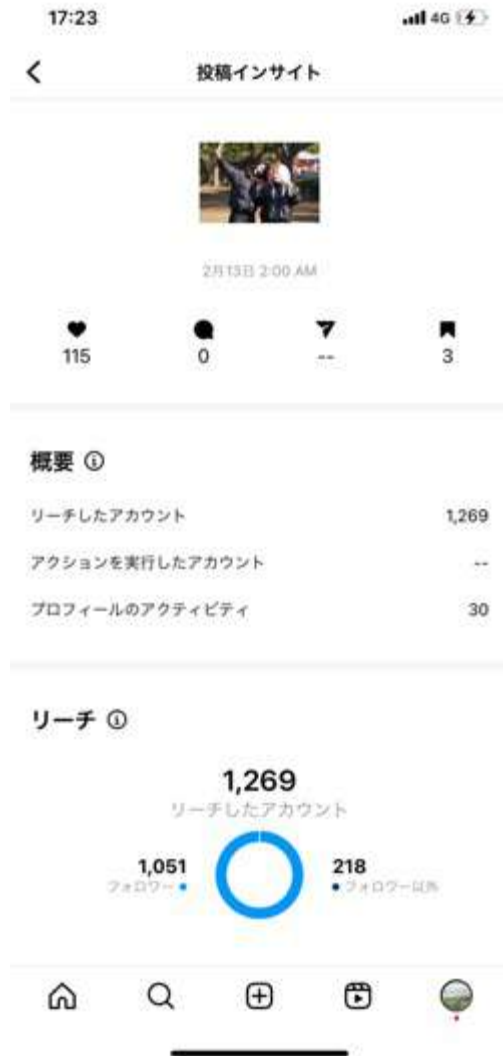 17:23
4G
投稿インサイト
2月13日 2:00 AM
115
0
--
3
概要
リーチしたアカウント
1,269
アクションを実行したアカウント
--
プロフィールのアクティビティ
30
リーチ
1,269
リーチしたアカウント
1,051
フォロワー
218
フォロワー以外